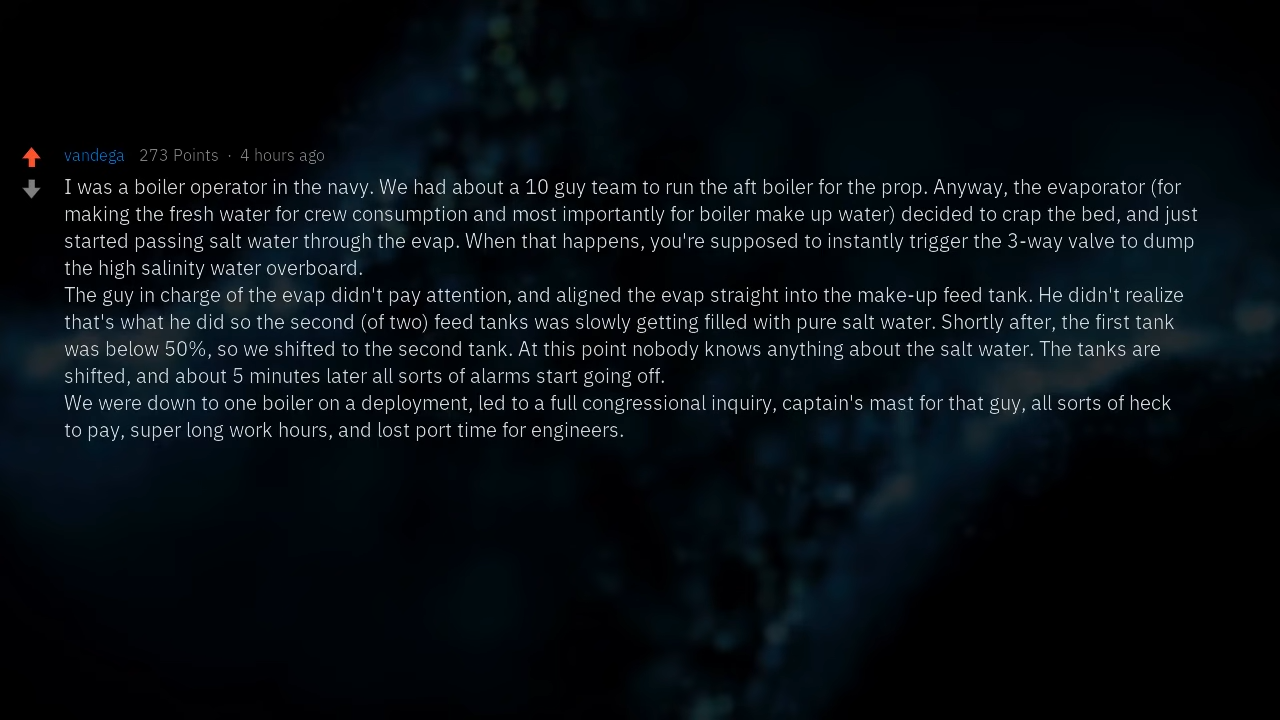 vandega 273 Points · 4 hours ago
I was a boiler operator in the navy. We had about a 10 guy team to run the aft boiler for the prop. Anyway, the evaporator (for
making the fresh water for crew consumption and most importantly for boiler make up water) decided to crap the bed, and just
started passing salt water through the evap. When that happens, you're supposed to instantly trigger the 3-way valve to dump
the high salinity water overboard.
The guy in charge of the evap didn't pay attention, and aligned the evap straight into the make-up feed tank. He didn't realize
that's what he did so the second (of two) feed tanks was slowly getting filled with pure salt water. Shortly after, the first tank
was below 50%, so we shifted to the second tank. At this point nobody knows anything about the salt water. The tanks are
shifted, and about 5 minutes later all sorts of alarms start going off.
We were down to one boiler on a deployment, led to a full congressional inquiry, captain's mast for that guy, all sorts of heck
to pay, super long work hours, and lost port time for engineers.